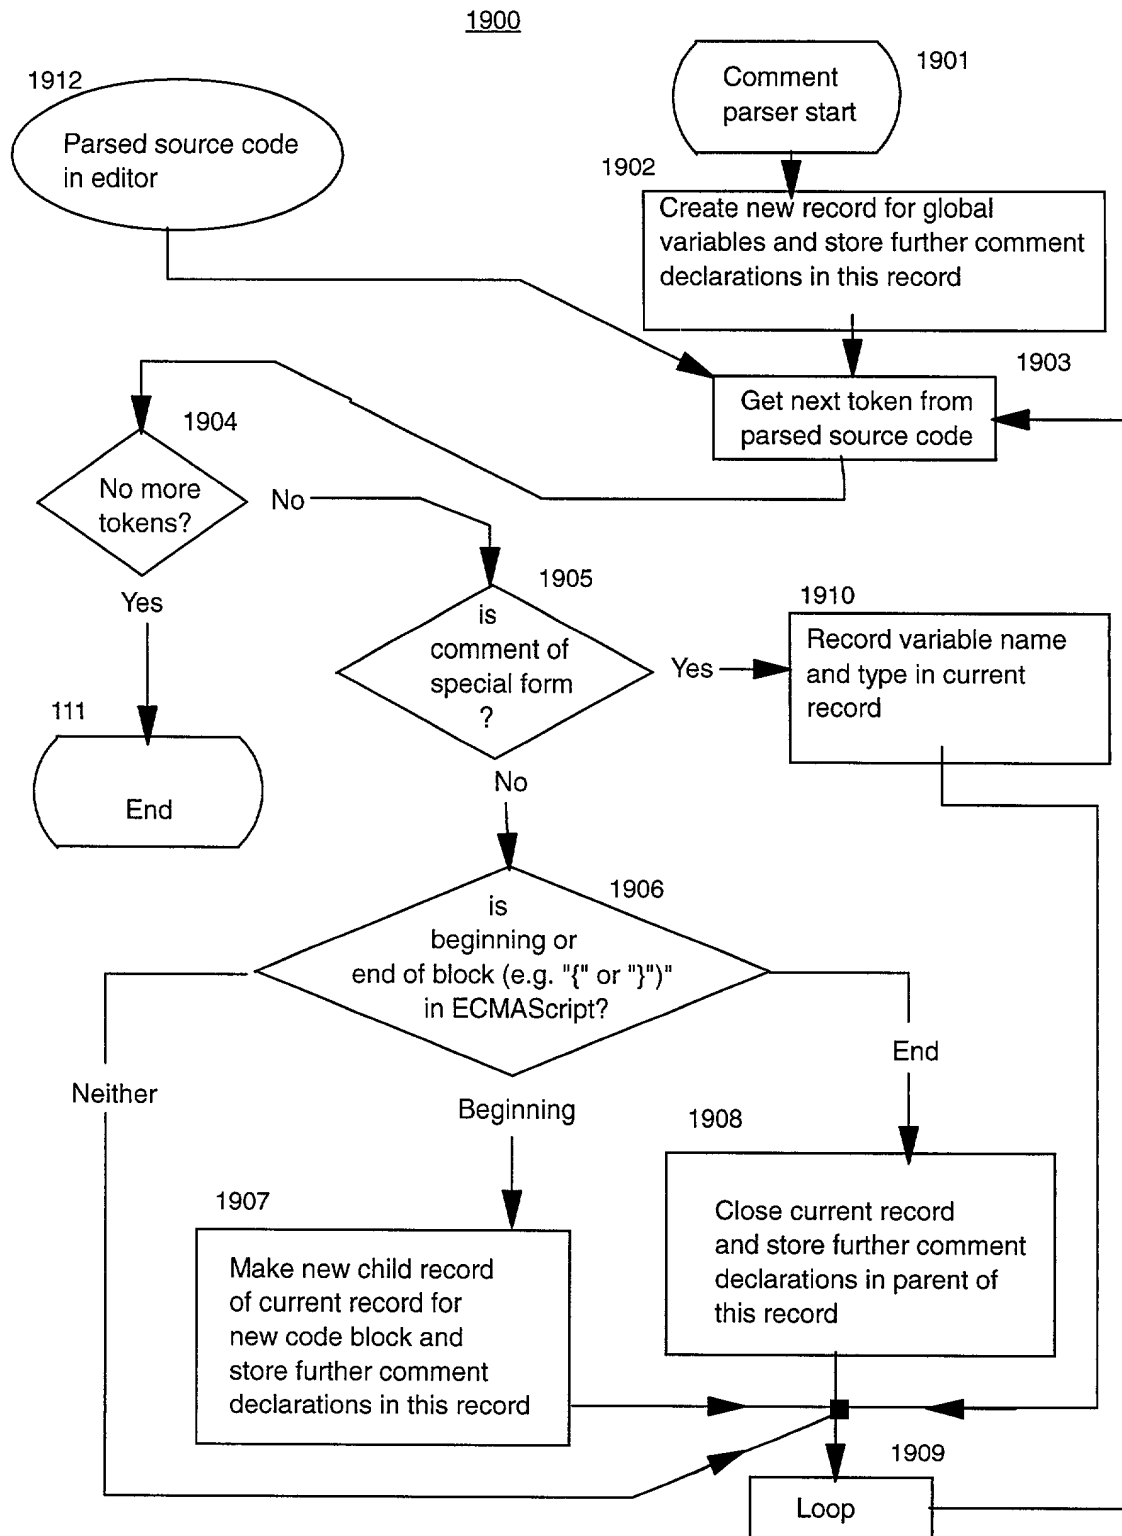 1900
1912
Parsed source code
in editor
1901
Comment
parser start
1902
Create new record for global
variables and store further comment
declarations in this record
1903
Get next token from
parsed source code
1904
No more
tokens?
No
Yes
111
End
1905
is
comment of
special form
?
Yes
1910
Record variable name
and type in current
record
No
1906
is
beginning or
end of block (e.g. "{" or "}")"
in ECMAScript?
Neither
Beginning
End
1907
Make new child record
of current record for
new code block and
store further comment
declarations in this record
1908
Close current record
and store further comment
declarations in parent of
this record
1909
Loop